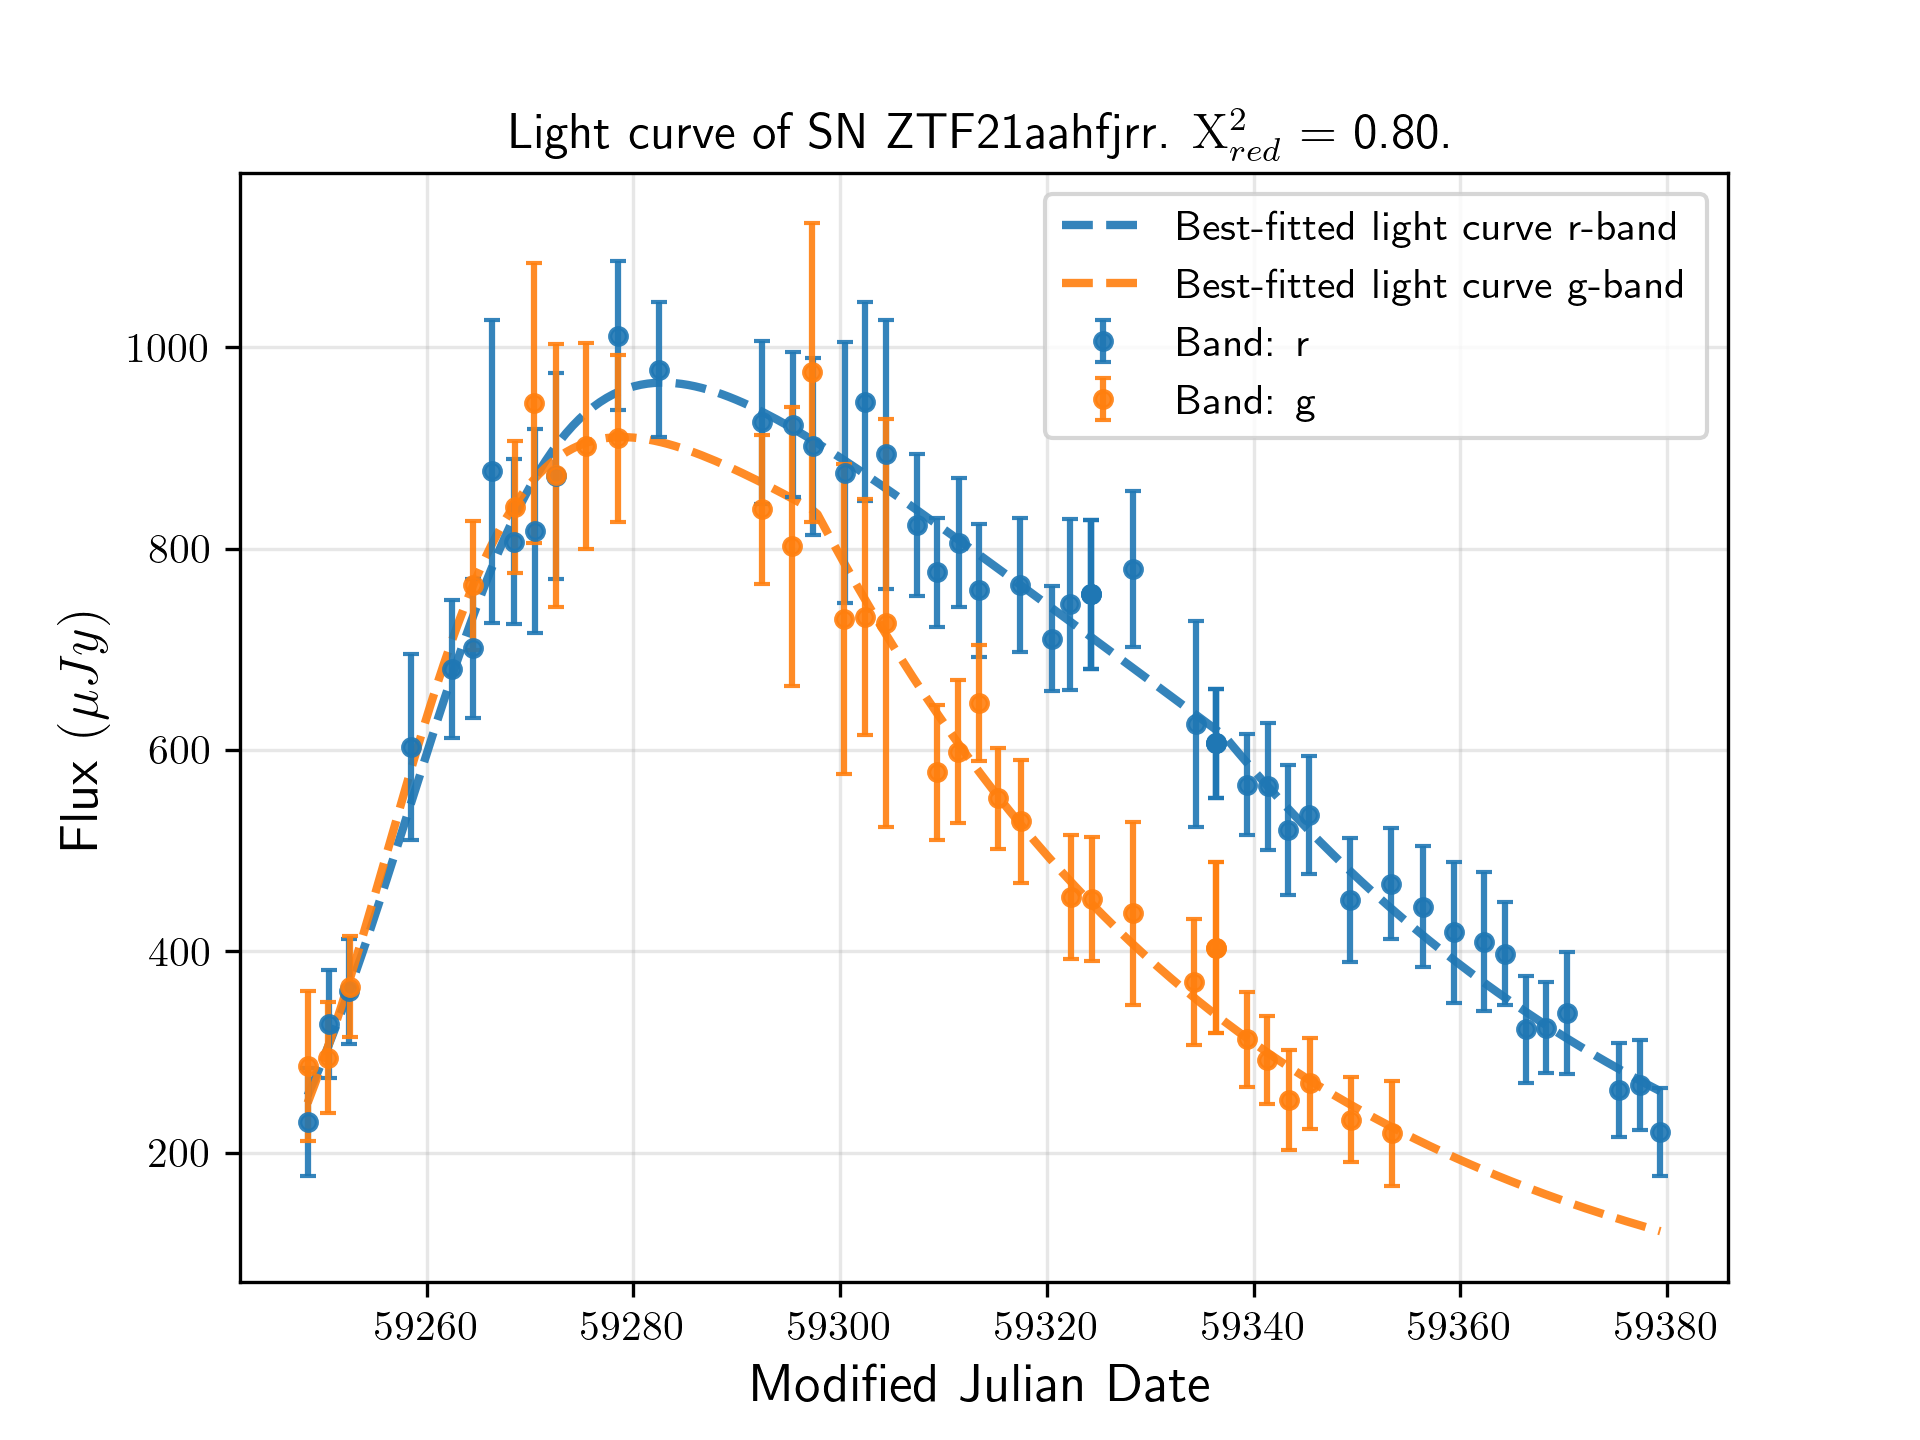 Light curve of SN ZTF21aahfjrr. X²_red = 0.80.
Best-fitted light curve r-band
Best-fitted light curve g-band
Band: r
Band: g
Flux (μJy)
1000
800
600
400
200
59260 59280 59300 59320 59340 59360 59380
Modified Julian Date